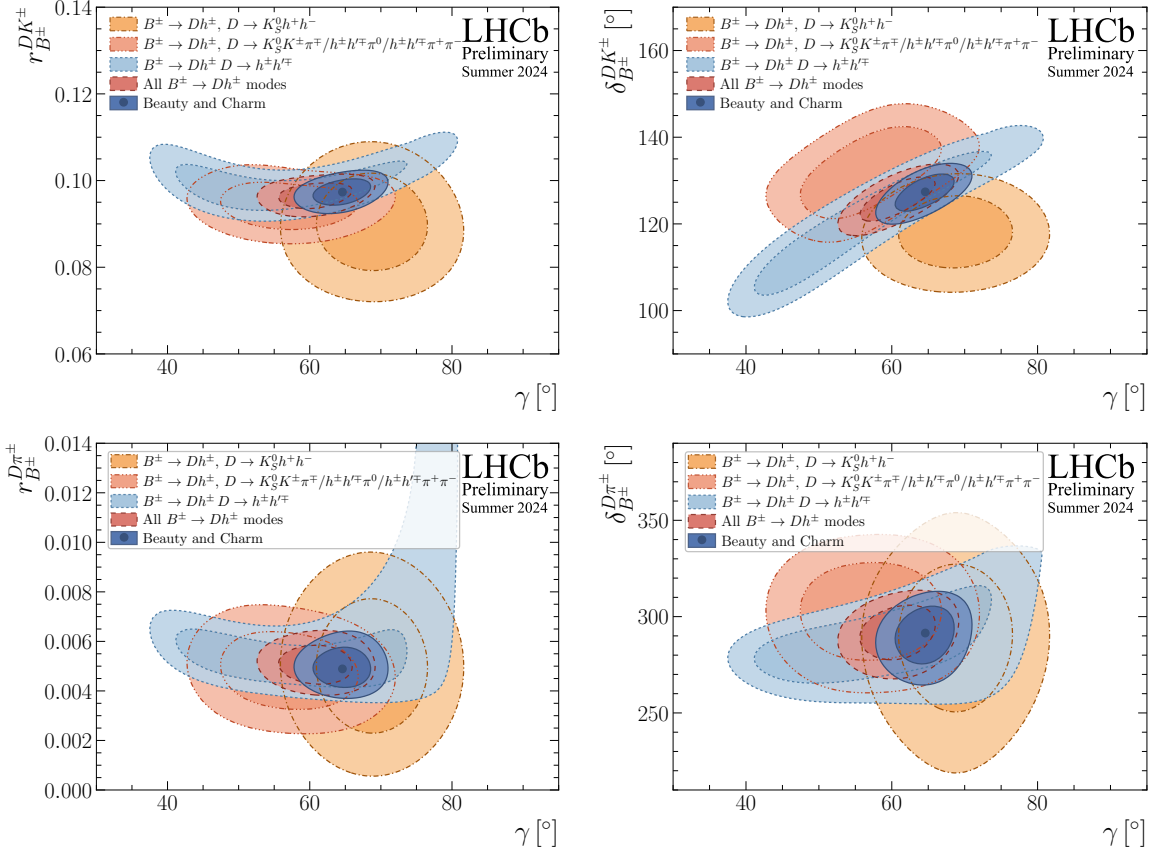 0.14
0.12
0.10
0.08
0.06
r_{B^±}^{DK^±}
B^± → Dh^±, D → K_S^0 h^+h^−
B^± → Dh^±, D → K_S^0 K^±π^∓/h^±h′^∓π^0/h^±h′^∓π^+π^−
B^± → Dh^± D → h^±h′^∓
All B^± → Dh^± modes
Beauty and Charm
LHCb
Preliminary
Summer 2024
40 60 80
γ [°]
160
140
120
100
δ_{B^±}^{DK^±} [°]
B^± → Dh^±, D → K_S^0 h^+h^−
B^± → Dh^±, D → K_S^0 K^±π^∓/h^±h′^∓π^0/h^±h′^∓π^+π^−
B^± → Dh^± D → h^±h′^∓
All B^± → Dh^± modes
Beauty and Charm
LHCb
Preliminary
Summer 2024
40 60 80
γ [°]
0.014
0.012
0.010
0.008
0.006
0.004
0.002
0.000
r_{B^±}^{Dπ^±}
B^± → Dh^±, D → K_S^0 h^+h^−
B^± → Dh^±, D → K_S^0 K^±π^∓/h^±h′^∓π^0/h^±h′^∓π^+π^−
B^± → Dh^± D → h^±h′^∓
All B^± → Dh^± modes
Beauty and Charm
LHCb
Preliminary
Summer 2024
40 60 80
γ [°]
350
300
250
δ_{B^±}^{Dπ^±} [°]
B^± → Dh^±, D → K_S^0 h^+h^−
B^± → Dh^±, D → K_S^0 K^±π^∓/h^±h′^∓π^0/h^±h′^∓π^+π^−
B^± → Dh^± D → h^±h′^∓
All B^± → Dh^± modes
Beauty and Charm
LHCb
Preliminary
Summer 2024
40 60 80
γ [°]